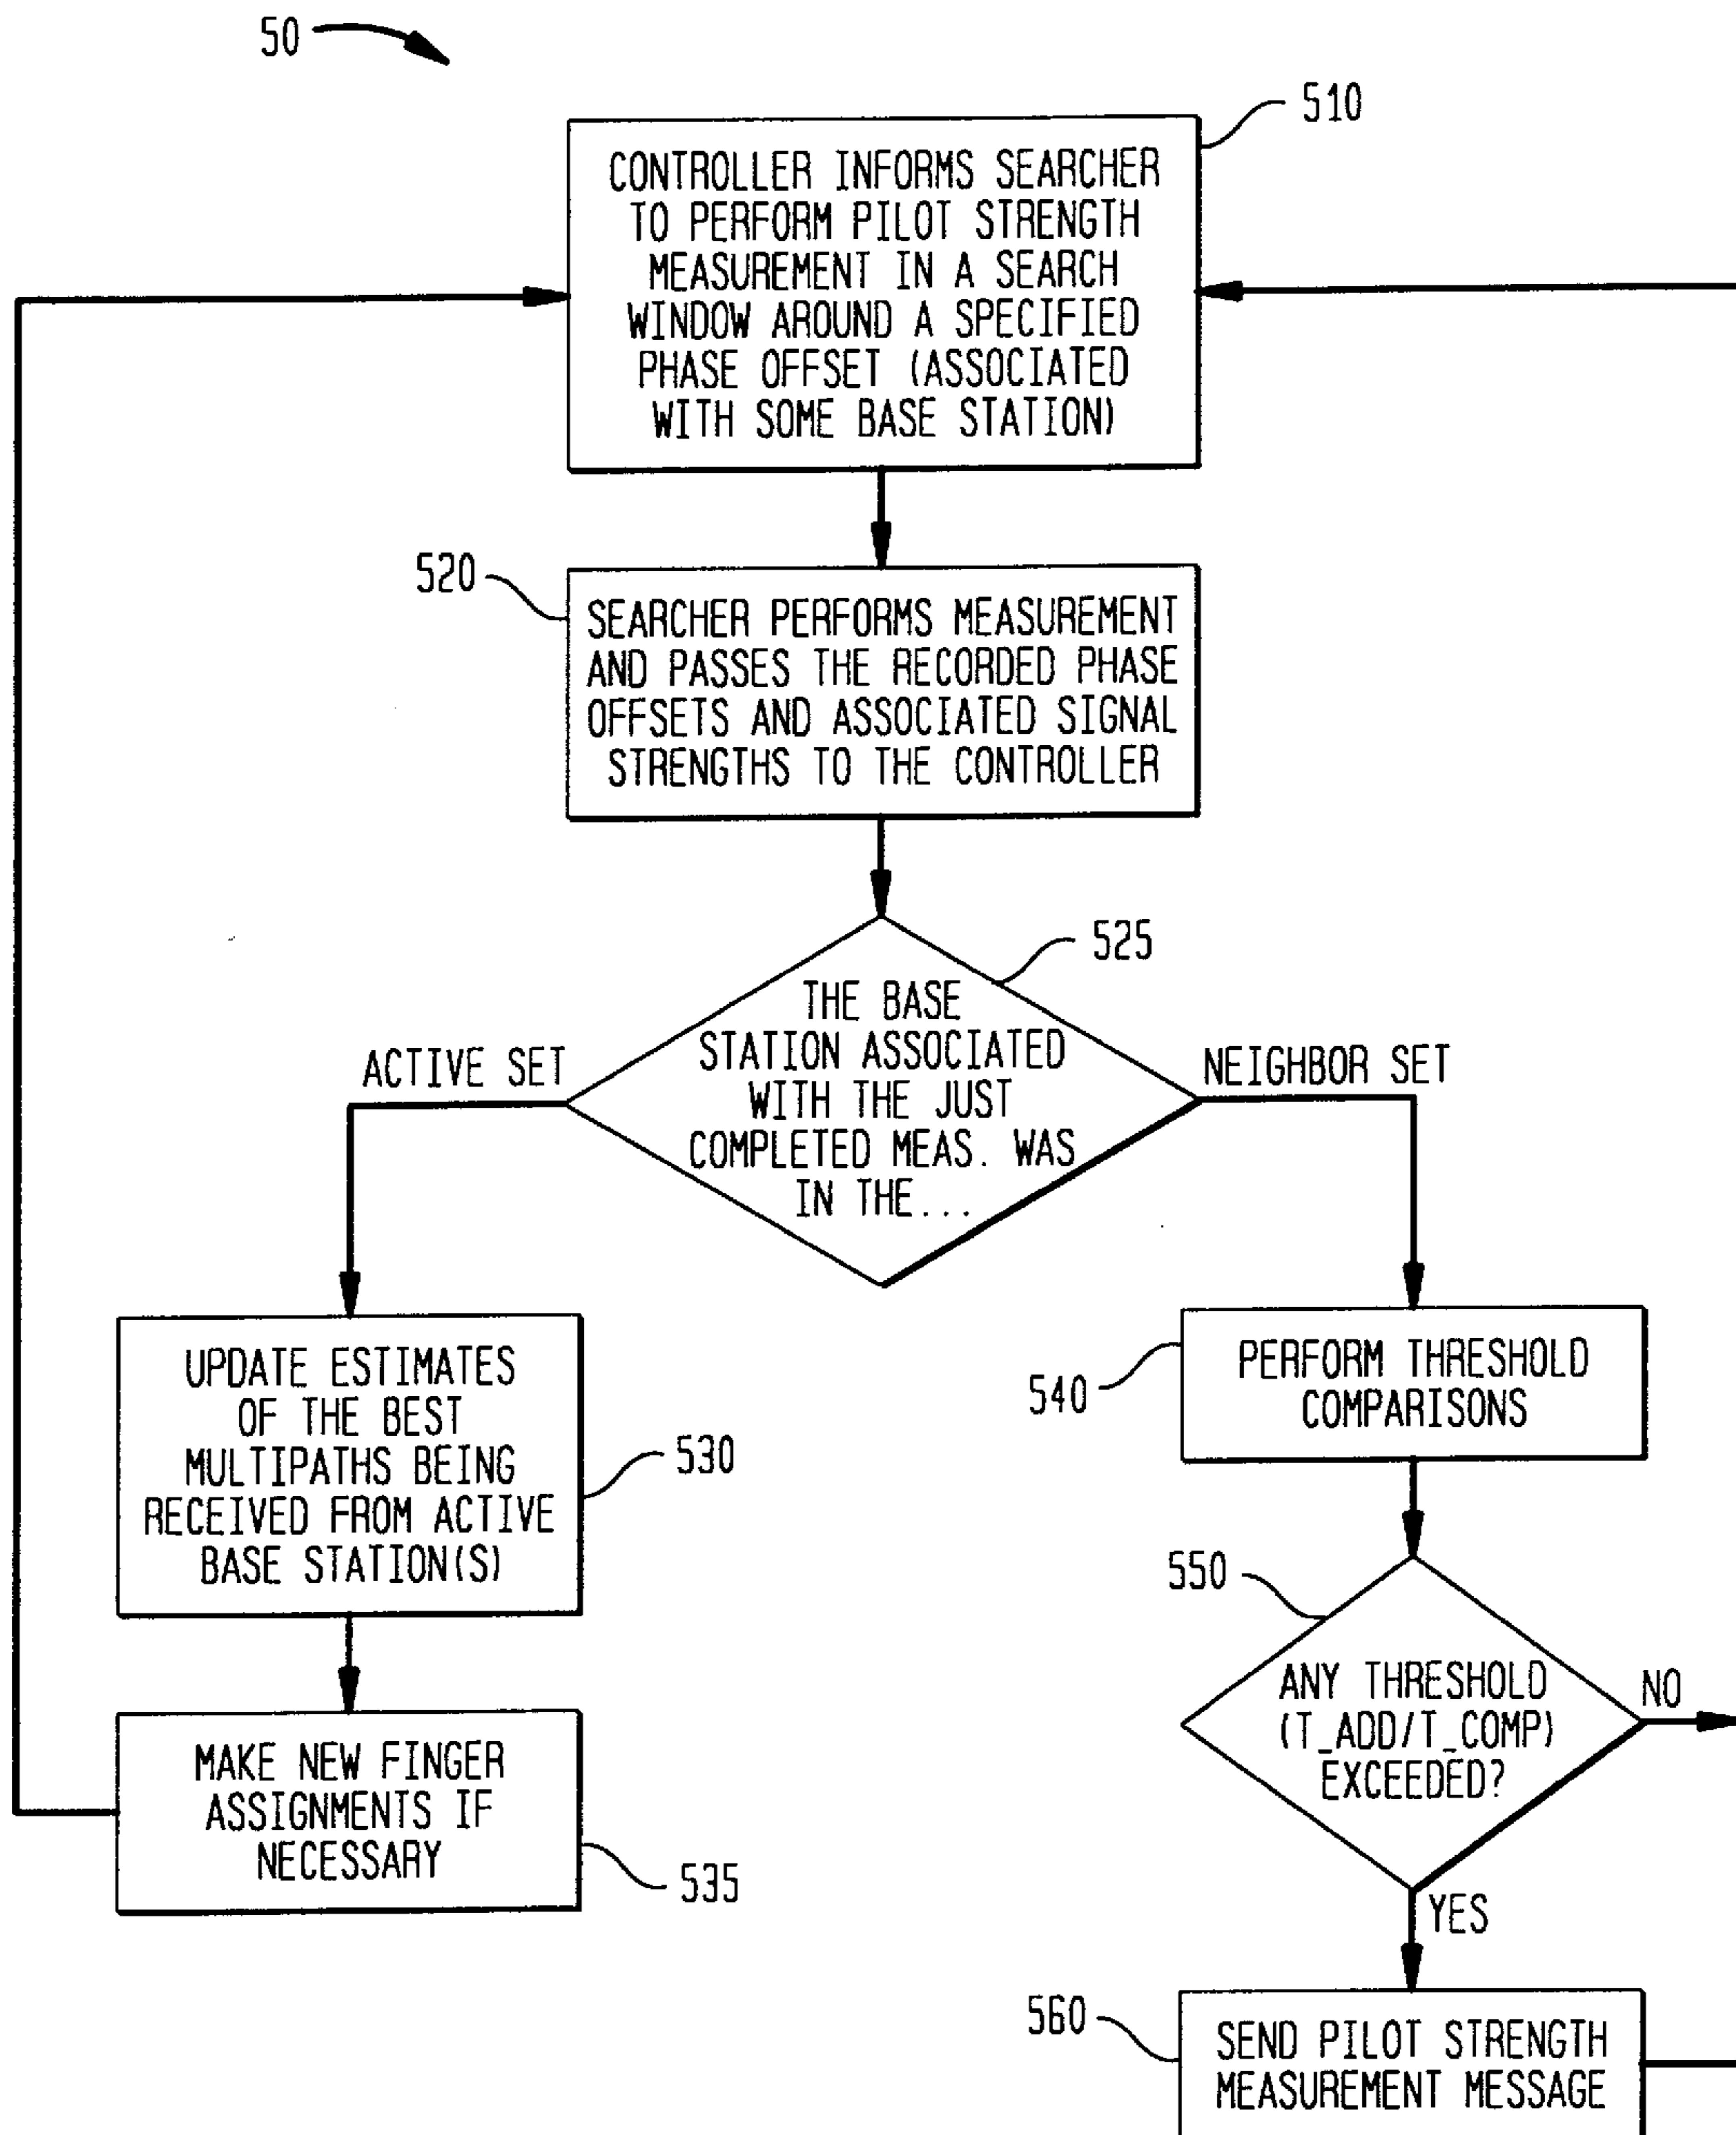 50
510
CONTROLLER INFORMS SEARCHER
TO PERFORM PILOT STRENGTH
MEASUREMENT IN A SEARCH
WINDOW AROUND A SPECIFIED
PHASE OFFSET (ASSOCIATED
WITH SOME BASE STATION)
520
SEARCHER PERFORMS MEASUREMENT
AND PASSES THE RECORDED PHASE
OFFSETS AND ASSOCIATED SIGNAL
STRENGTHS TO THE CONTROLLER
525
THE BASE
STATION ASSOCIATED
WITH THE JUST
COMPLETED MEAS. WAS
IN THE...
ACTIVE SET
NEIGHBOR SET
UPDATE ESTIMATES
OF THE BEST
MULTIPATHS BEING
RECEIVED FROM ACTIVE
BASE STATION(S)
530
MAKE NEW FINGER
ASSIGNMENTS IF
NECESSARY
535
540
PERFORM THRESHOLD
COMPARISONS
550
ANY THRESHOLD
(T_ADD/T_COMP)
EXCEEDED?
NO
YES
560
SEND PILOT STRENGTH
MEASUREMENT MESSAGE